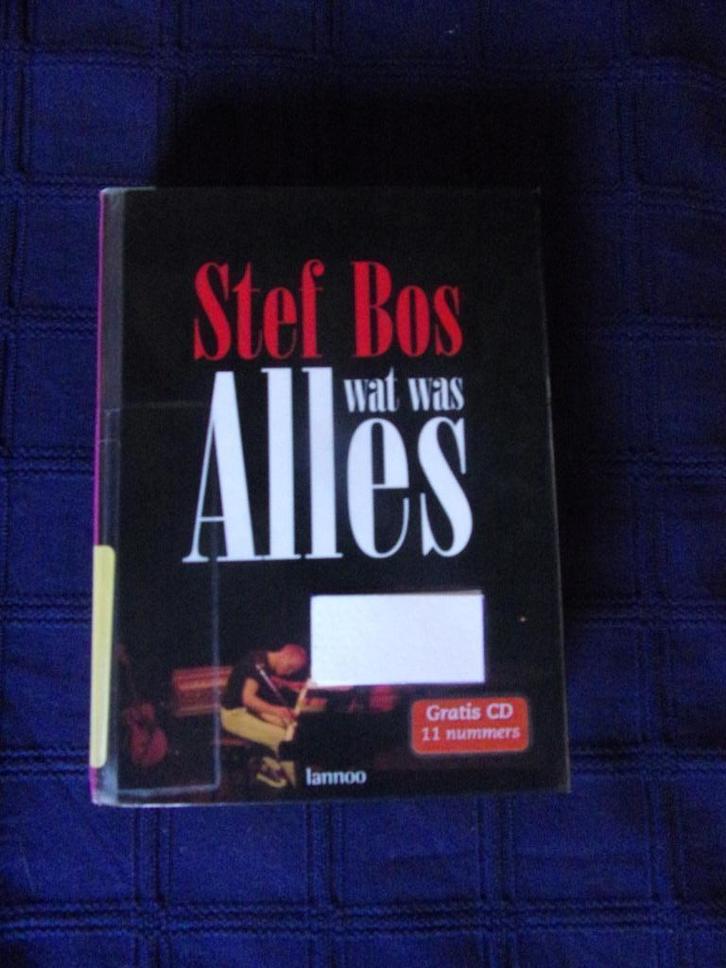 Stef Bos
Alles
wat was
Gratis CD
11 nummers
lannoo